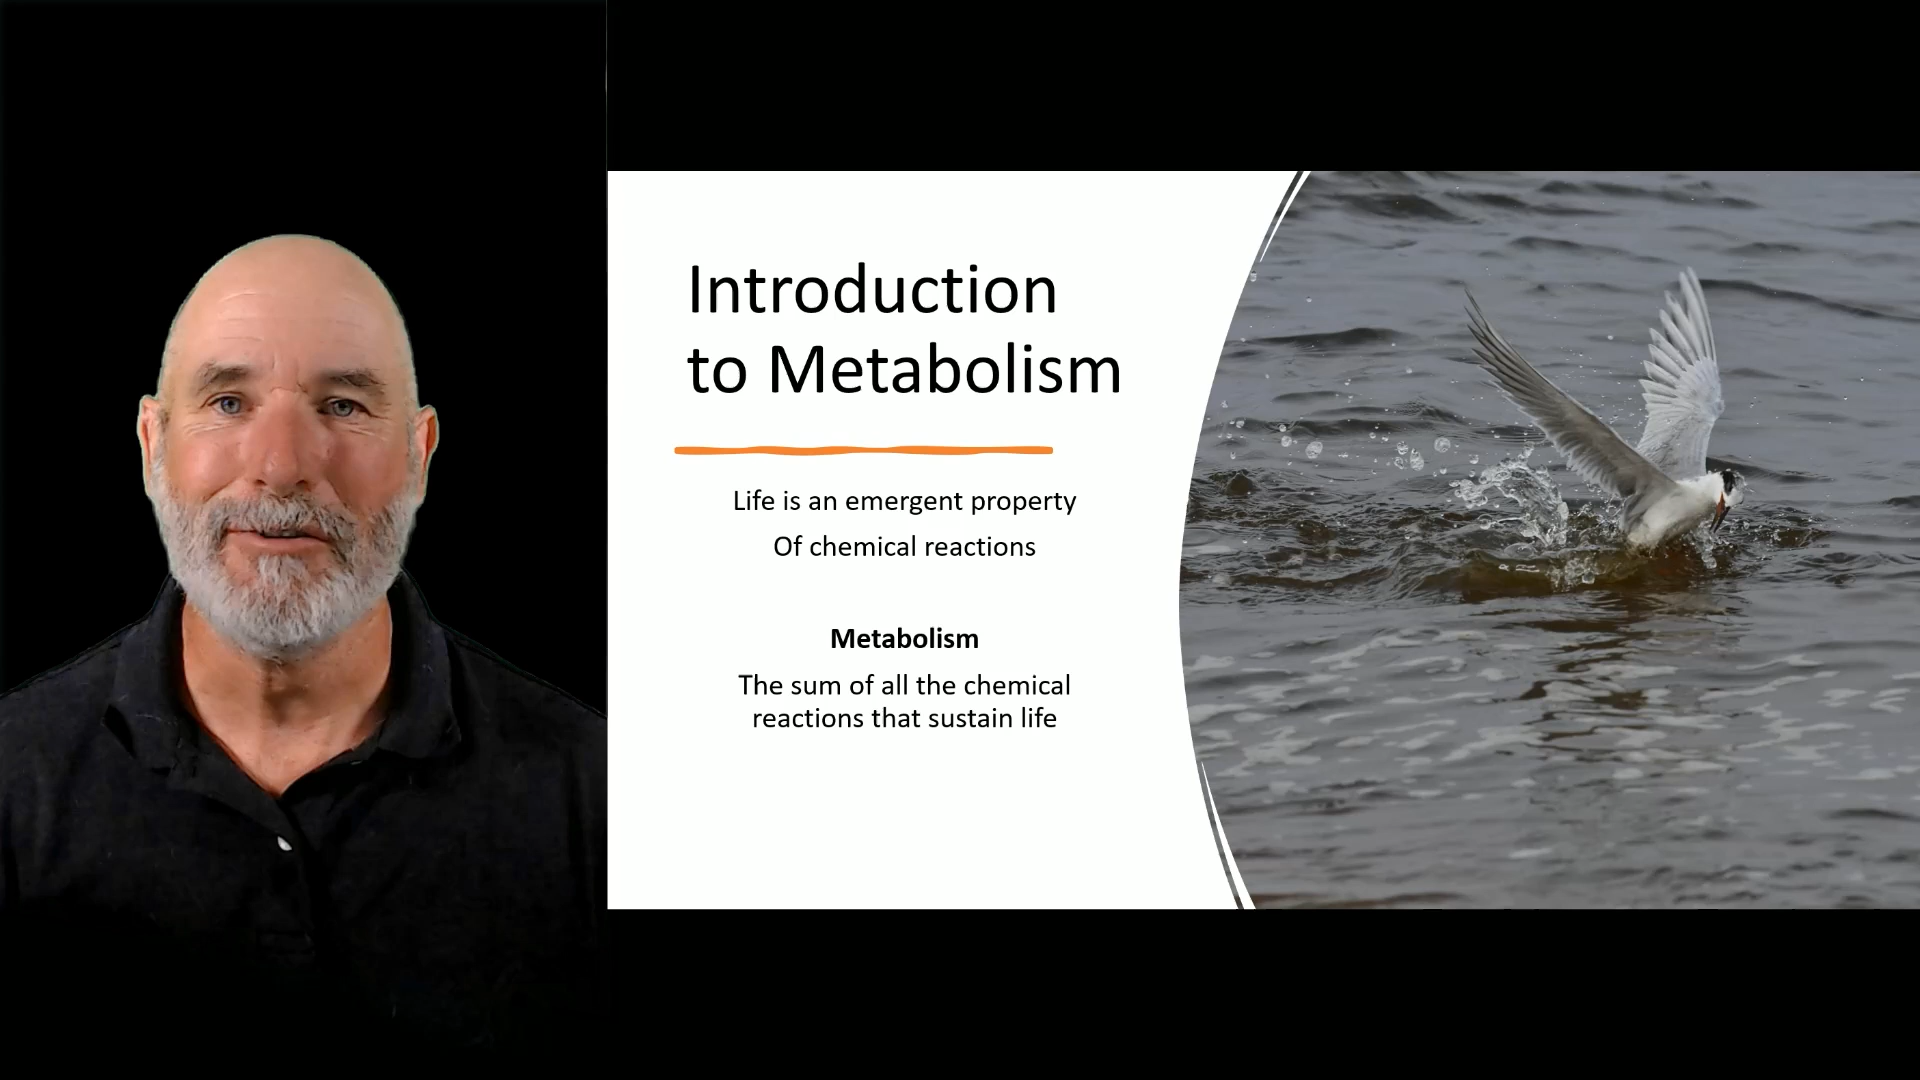 Introduction
to Metabolism
Life is an emergent property
Of chemical reactions
Metabolism
The sum of all the chemical
reactions that sustain life